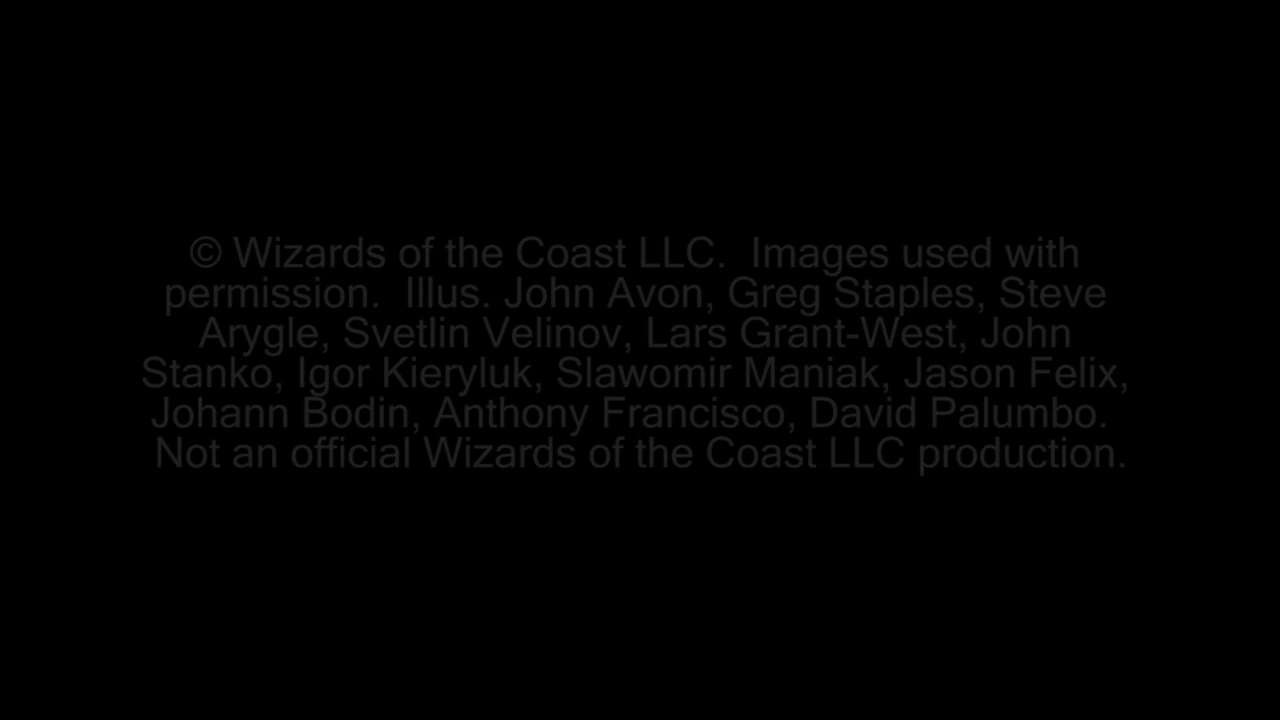 © Wizards of the Coast LLC.  Images used with
permission.  Illus. John Avon, Greg Staples, Steve
Arygle, Svetlin Velinov, Lars Grant-West, John
Stanko, Igor Kieryluk, Slawomir Maniak, Jason Felix,
Johann Bodin, Anthony Francisco, David Palumbo.
Not an official Wizards of the Coast LLC production.